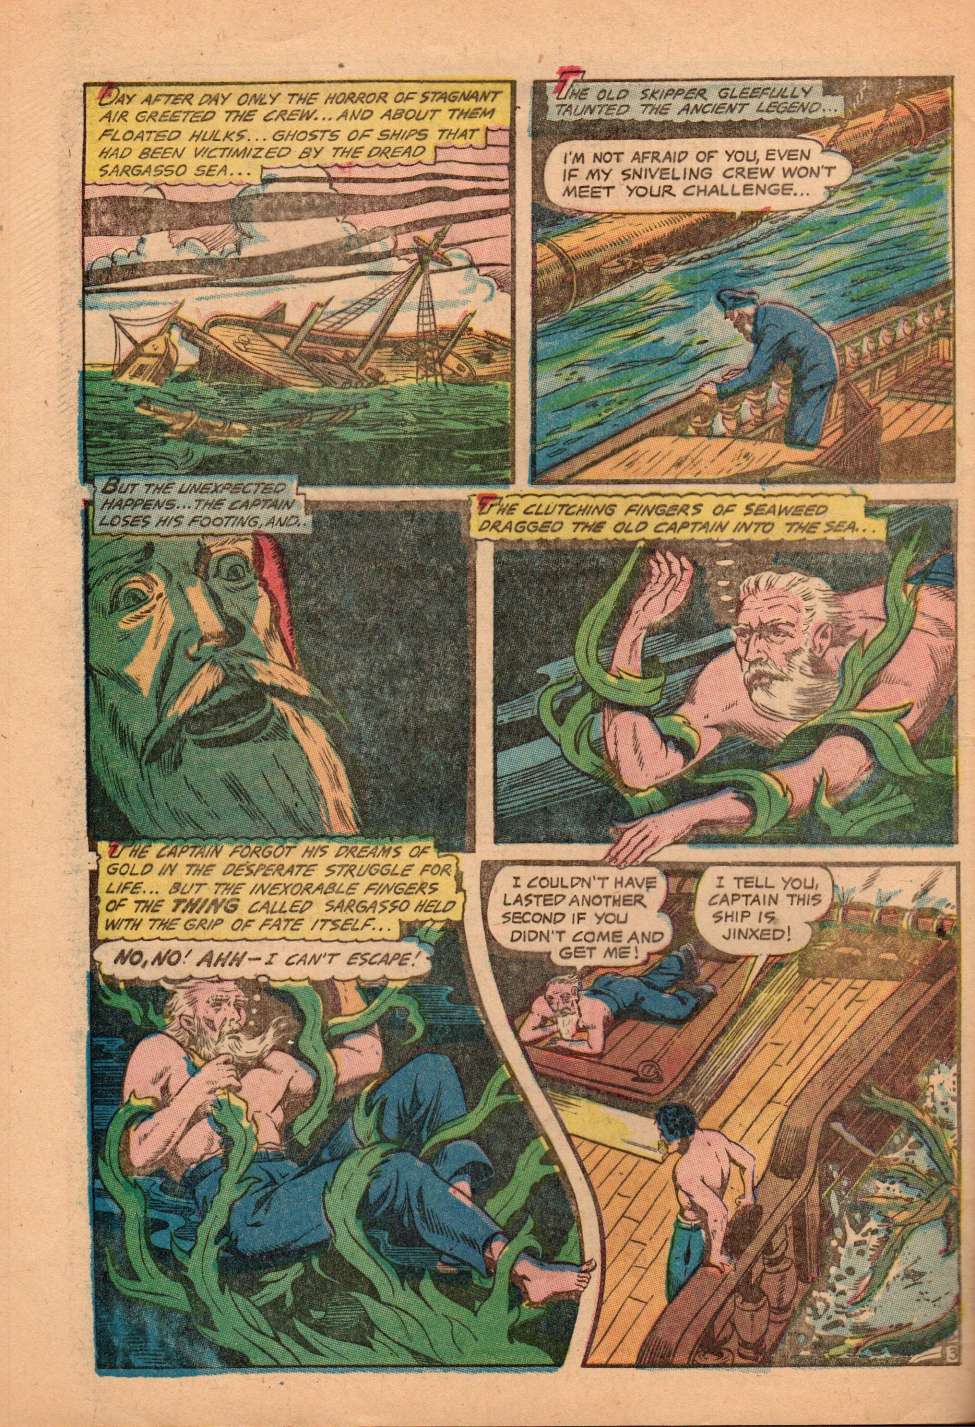 DAY AFTER DAY ONLY THE HORROR OF STAGNANT
AIR GREETED THE CREW... AND ABOUT THEM
FLOATED HULKS... GHOSTS OF SHIPS THAT
HAD BEEN VICTIMIZED BY THE DREAD
SARGASSO SEA...
THE OLD SKIPPER GLEEFULLY
TAUNTED THE ANCIENT LEGEND...
I'M NOT AFRAID OF YOU, EVEN
IF MY SNIVELING CREW WON'T
MEET YOUR CHALLENGE...
BUT THE UNEXPECTED
HAPPENS... THE CAPTAIN
LOSES HIS FOOTING, AND...
THE CLUTCHING FINGERS OF SEAWEED
DRAGGED THE OLD CAPTAIN INTO THE SEA...
THE CAPTAIN FORGOT HIS DREAMS OF
GOLD IN THE DESPERATE STRUGGLE FOR
LIFE... BUT THE INEXORABLE FINGERS
OF THE THING CALLED SARGASSO HELD
WITH THE GRIP OF FATE ITSELF...
NO, NO! AHH- I CAN'T ESCAPE!
I COULDN'T HAVE
LASTED ANOTHER
SECOND IF YOU
DIDN'T COME AND
GET ME!
I TELL YOU,
CAPTAIN THIS
SHIP IS
JINXED!
3